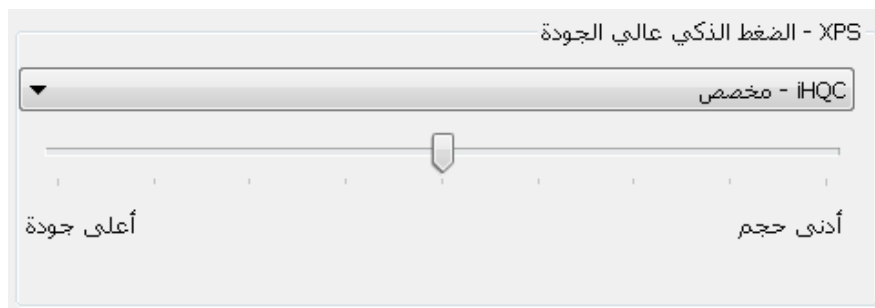 XPS - الضغط الذكي عالي الجودة
iHQC - مخصص
أدنى حجم
أعلى جودة